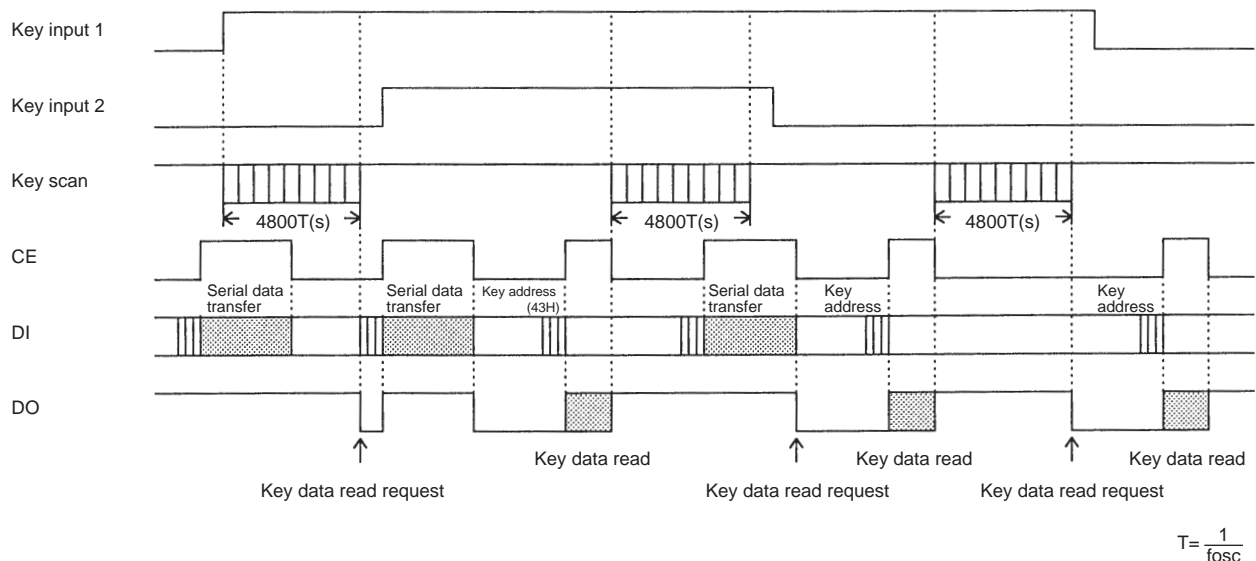 Key input 1
Key input 2
Key scan
4800T(s)
4800T(s)
4800T(s)
CE
Serial data
transfer
Serial data
transfer
Key address
(43H)
Serial data
transfer
Key
address
Key
address
DI
DO
Key data read
Key data read
Key data read
Key data read request
Key data read request
Key data read request
T= 1
fosc